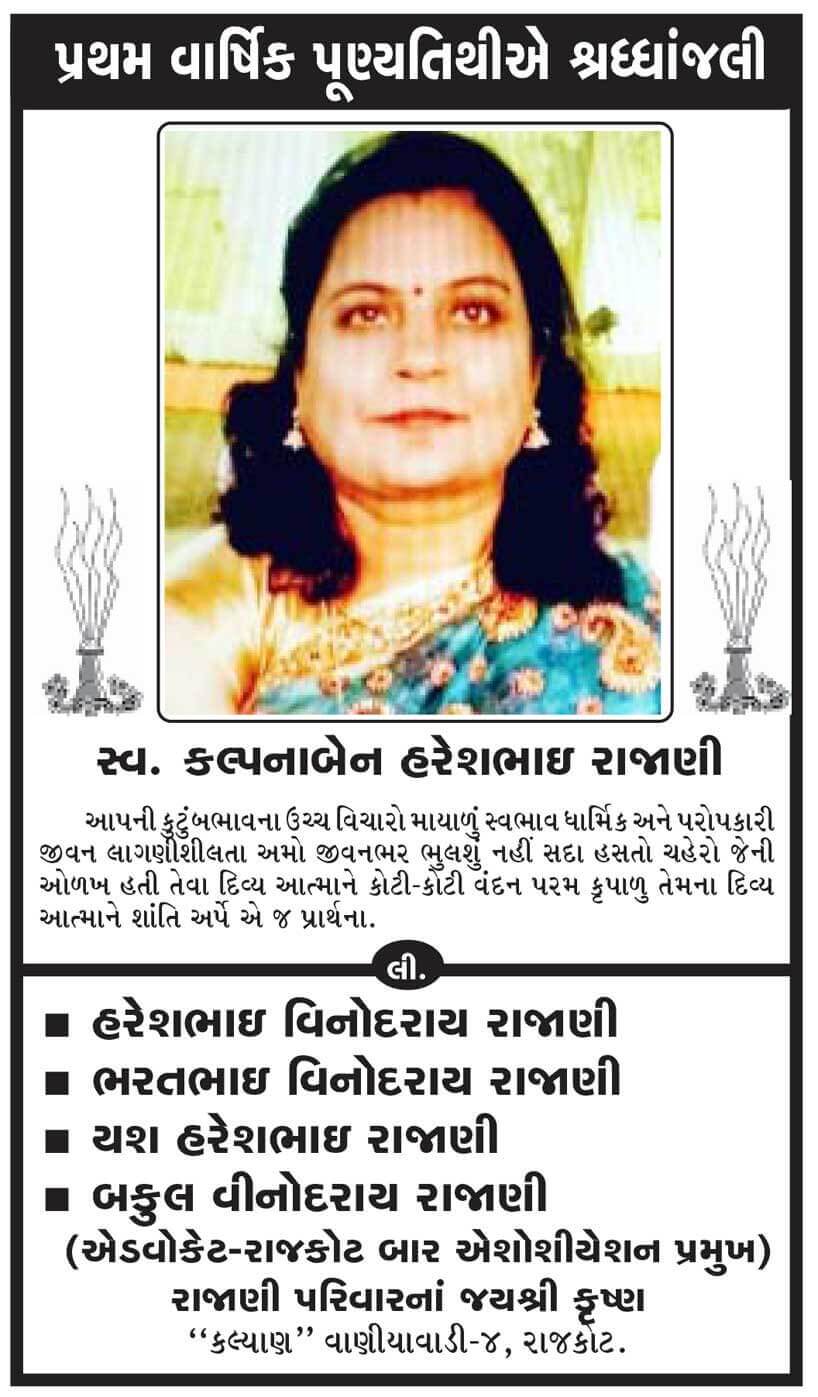 પ્રથમ વાર્ષિક પૂણ્યતિથીએ શ્રધ્ધાંજલી
સ્વ. કલ્પનાબેન હરેશભાઇ રાજાણી
આપની કુટુંબભાવના ઉચ્ચ વિચારો માયાળું સ્વભાવ ધાર્મિક અને પરોપકારી
જીવન લાગણીશીલતા અમો જીવનભર ભુલશું નહીં સદા હસતો ચહેરો જેની
ઓળખ હતી તેવા દિવ્ય આત્માને કોટી-કોટી વંદન પરમ કૃપાળુ તેમના દિવ્ય
આત્માને શાંતિ અર્પે એ જ પ્રાર્થના.
લી.
■ હરેશભાઇ વિનોદરાય રાજાણી
■ ભરતભાઇ વિનોદરાય રાજાણી
■ યશ હરેશભાઇ રાજાણી
■ બકુલ વીનોદરાય રાજાણી
(એડવોકેટ-રાજકોટ બાર એશોશીયેશન પ્રમુખ)
રાજાણી પરિવારનાં જયશ્રી કૃષ્ણ
‘‘કલ્યાણ’’ વાણીયાવાડી-૪, રાજકોટ.